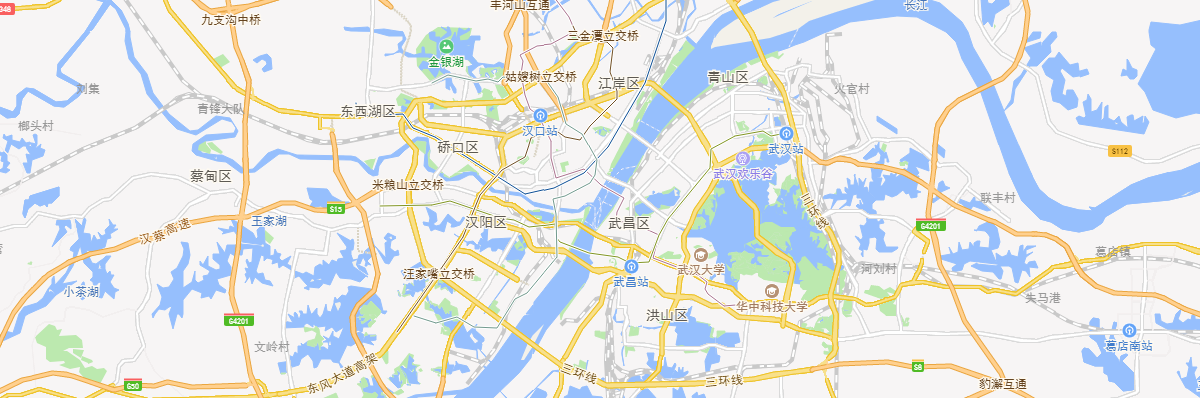 丰河山互通
长江
G4201
九支沟中桥
三金潭立交桥
金银湖
姑嫂树立交桥
江岸区
青山区
刘集
火官村
青锋大队
东西湖区
榔头村
汉口站
武汉站
硚口区
S112
武汉欢乐谷
蔡甸区
米粮山立交桥
联丰村
S15
三环线
王家湖
汉阳区
武昌区
G4201
汉蔡高速
葛店镇
武汉大学
武昌站
河刘村
汪家嘴立交桥
小茶湖
朱马港
华中科技大学
洪山区
G4201
葛店南站
文岭村
东风大道高架
三环线
三环线
S8
G50
豹澥互通